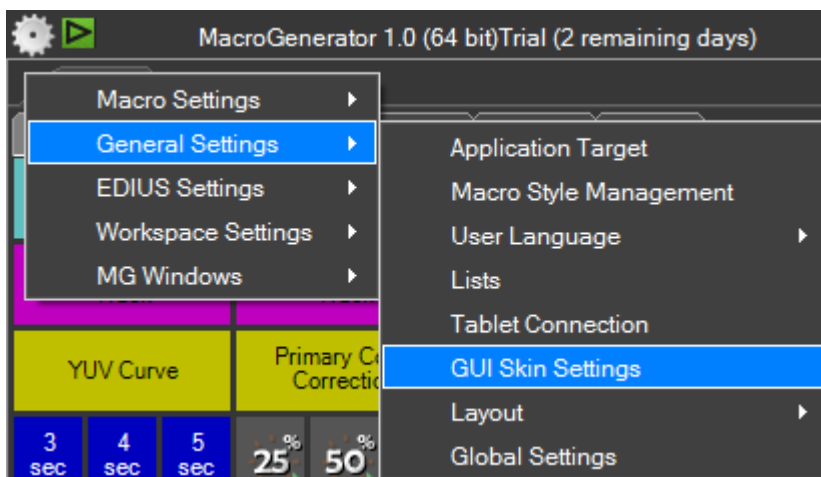 MacroGenerator 1.0 (64 bit)Trial (2 remaining days)
Macro Settings
General Settings
EDIUS Settings
Workspace Settings
MG Windows
Application Target
Macro Style Management
User Language
Lists
Tablet Connection
GUI Skin Settings
Layout
Global Settings
YUV Curve
Primary
3 sec
4 sec
5 sec
25%
50%